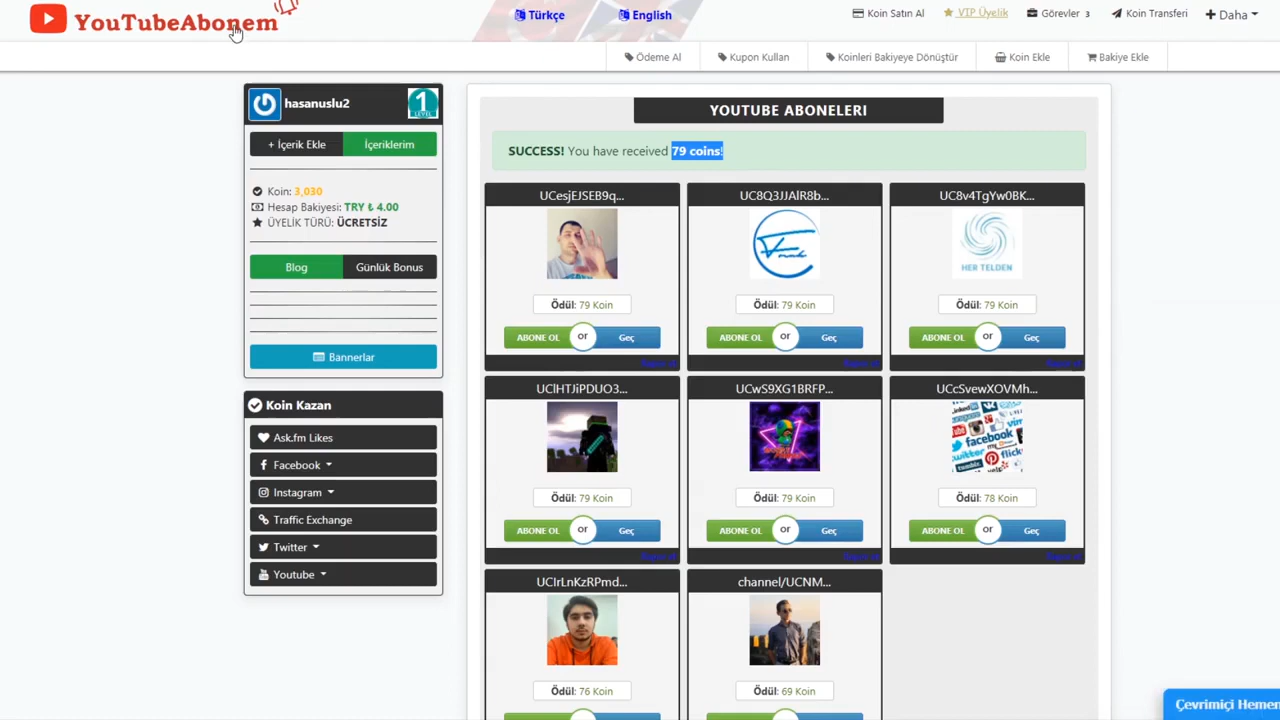 YouTubeAbonem
Türkçe
English
Koin Satın Al
VIP Üyelik
Görevler 3
Koin Transferi
Daha
Ödeme Al
Kupon Kullan
Koinleri Bakiyeye Dönüştür
Koin Ekle
Bakiye Ekle
hasanuslu2
1
LEVEL
+ İçerik Ekle
İçeriklerim
Koin: 3,030
Hesap Bakiyesi: TRY ₺ 4.00
ÜYELİK TÜRÜ: ÜCRETSİZ
Blog
Günlük Bonus
Bannerlar
Koin Kazan
Ask.fm Likes
Facebook
Instagram
Traffic Exchange
Twitter
Youtube
YOUTUBE ABONELERI
SUCCESS! You have received 79 coins!
UCesjEJSEB9q...
Ödül: 79 Koin
ABONE OL or Geç
UC8Q3JJAlR8b...
Ödül: 79 Koin
ABONE OL or Geç
UC8v4TgYw0BK...
HER TELDEN
Ödül: 79 Koin
ABONE OL or Geç
UClHTJiPDUO3...
Ödül: 79 Koin
ABONE OL or Geç
UCwS9XG1BRFP...
Ödül: 79 Koin
ABONE OL or Geç
UCcSvewXOVMh...
facebook
Ödül: 78 Koin
ABONE OL or Geç
UCIrLnKzRPmd...
Ödül: 76 Koin
channel/UCNM...
Ödül: 69 Koin
Çevrimiçi Hemen